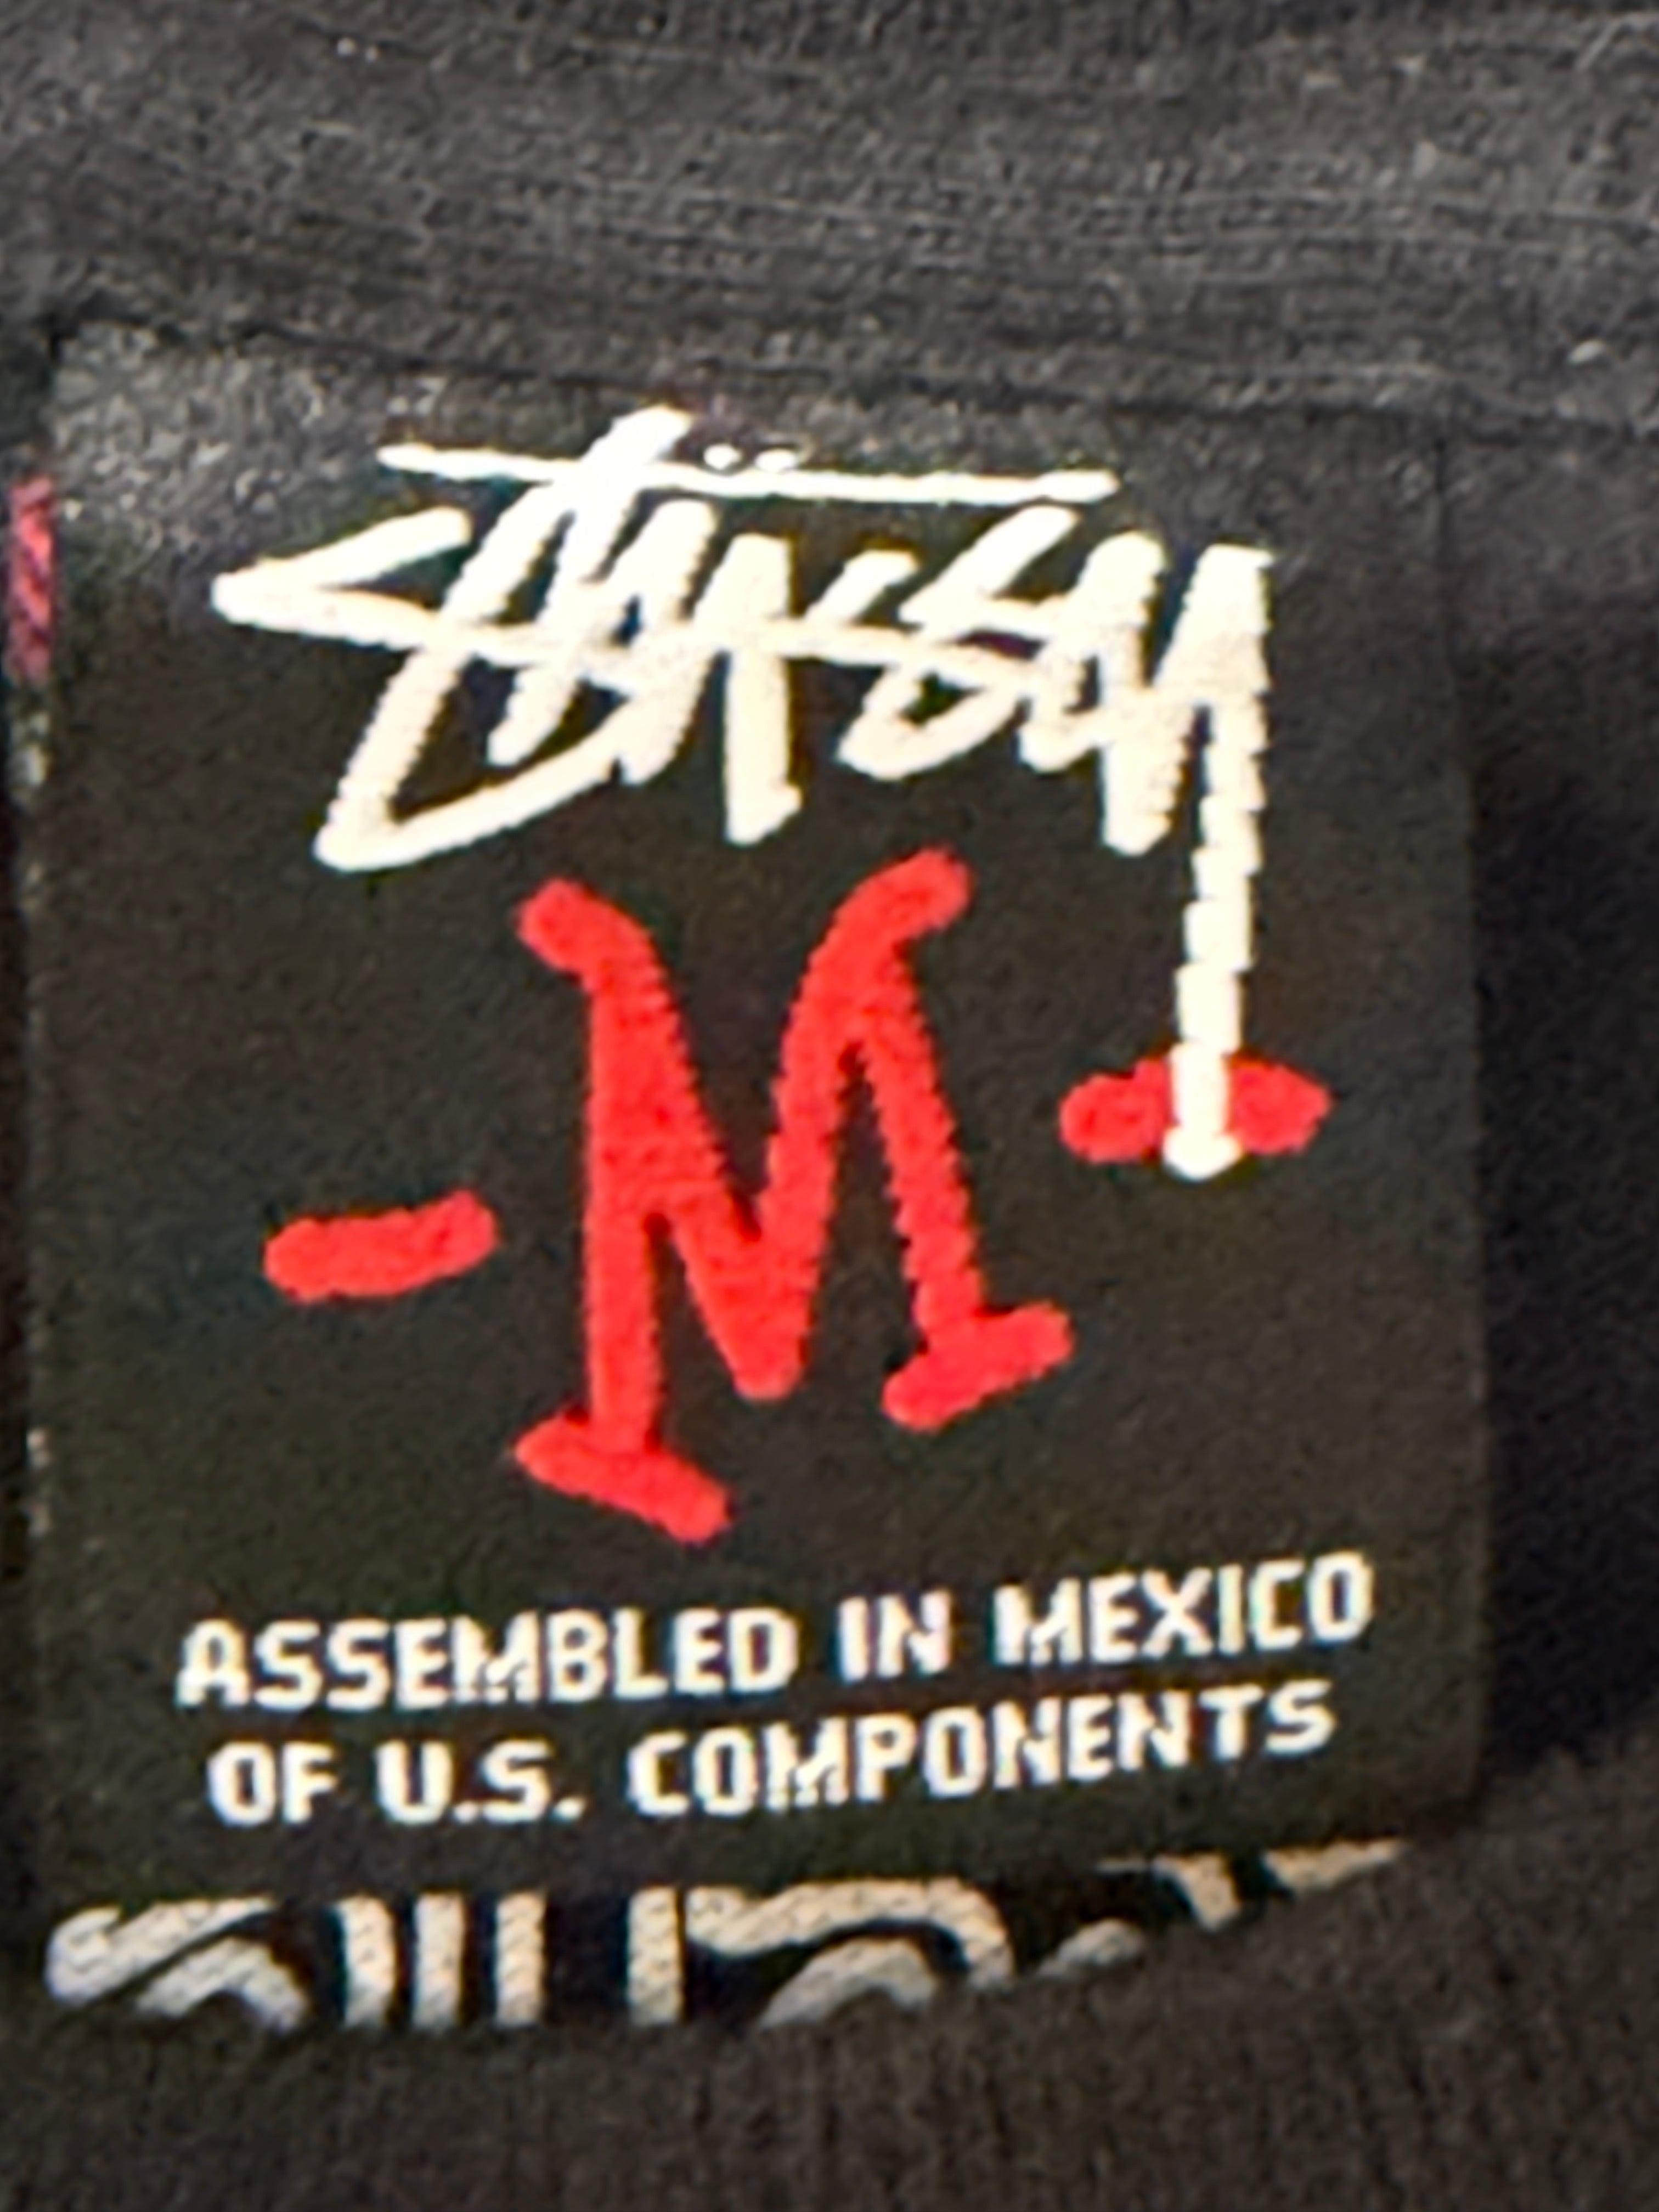 Stüssy
- M -
ASSEMBLED IN MEXICO
OF U.S. COMPONENTS